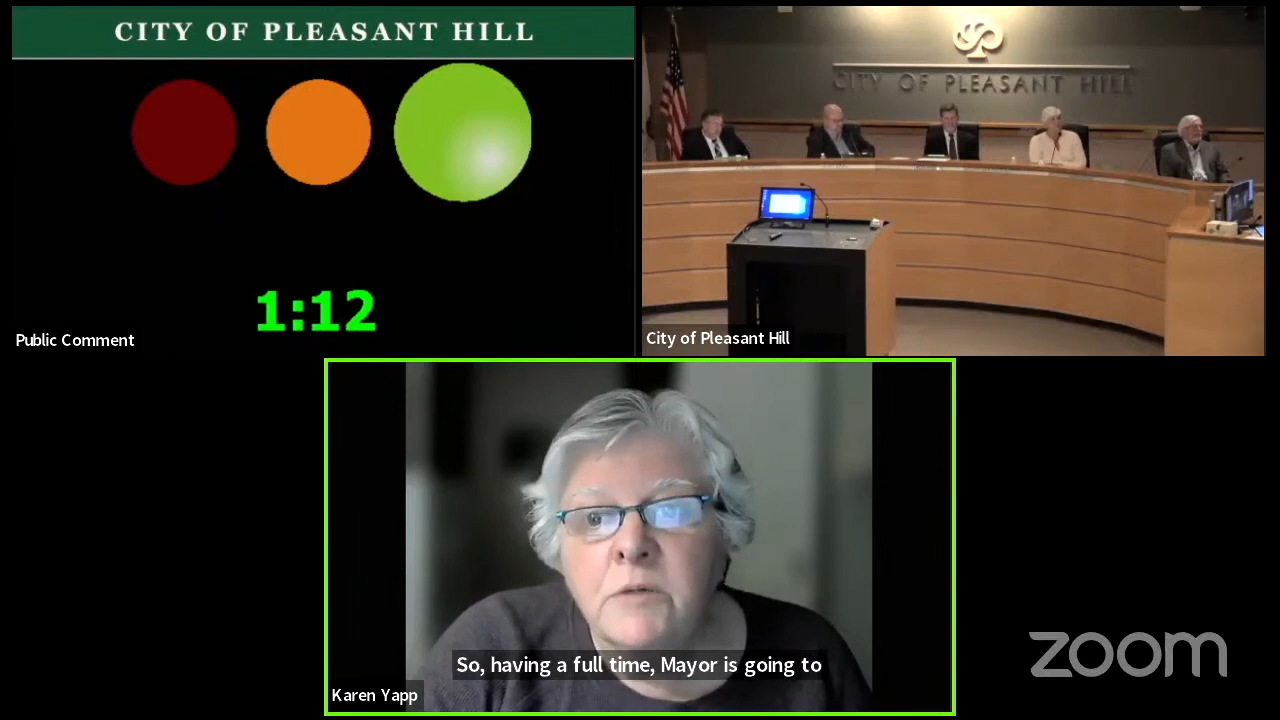 CITY OF PLEASANT HILL
1:12
Public Comment
CITY OF PLEASANT HILL
City of Pleasant Hill
So, having a full time, Mayor is going to
Karen Yapp
zoom